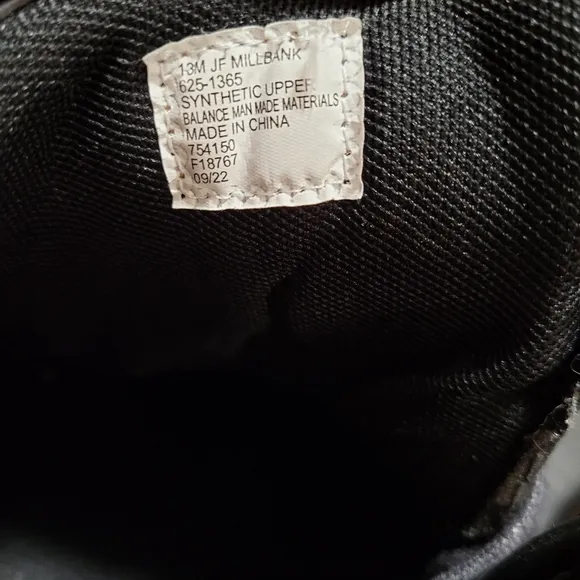 13M JF MILLBANK
625-1365
SYNTHETIC UPPER
BALANCE MAN MADE MATERIALS
MADE IN CHINA
754150
F18767
09/22